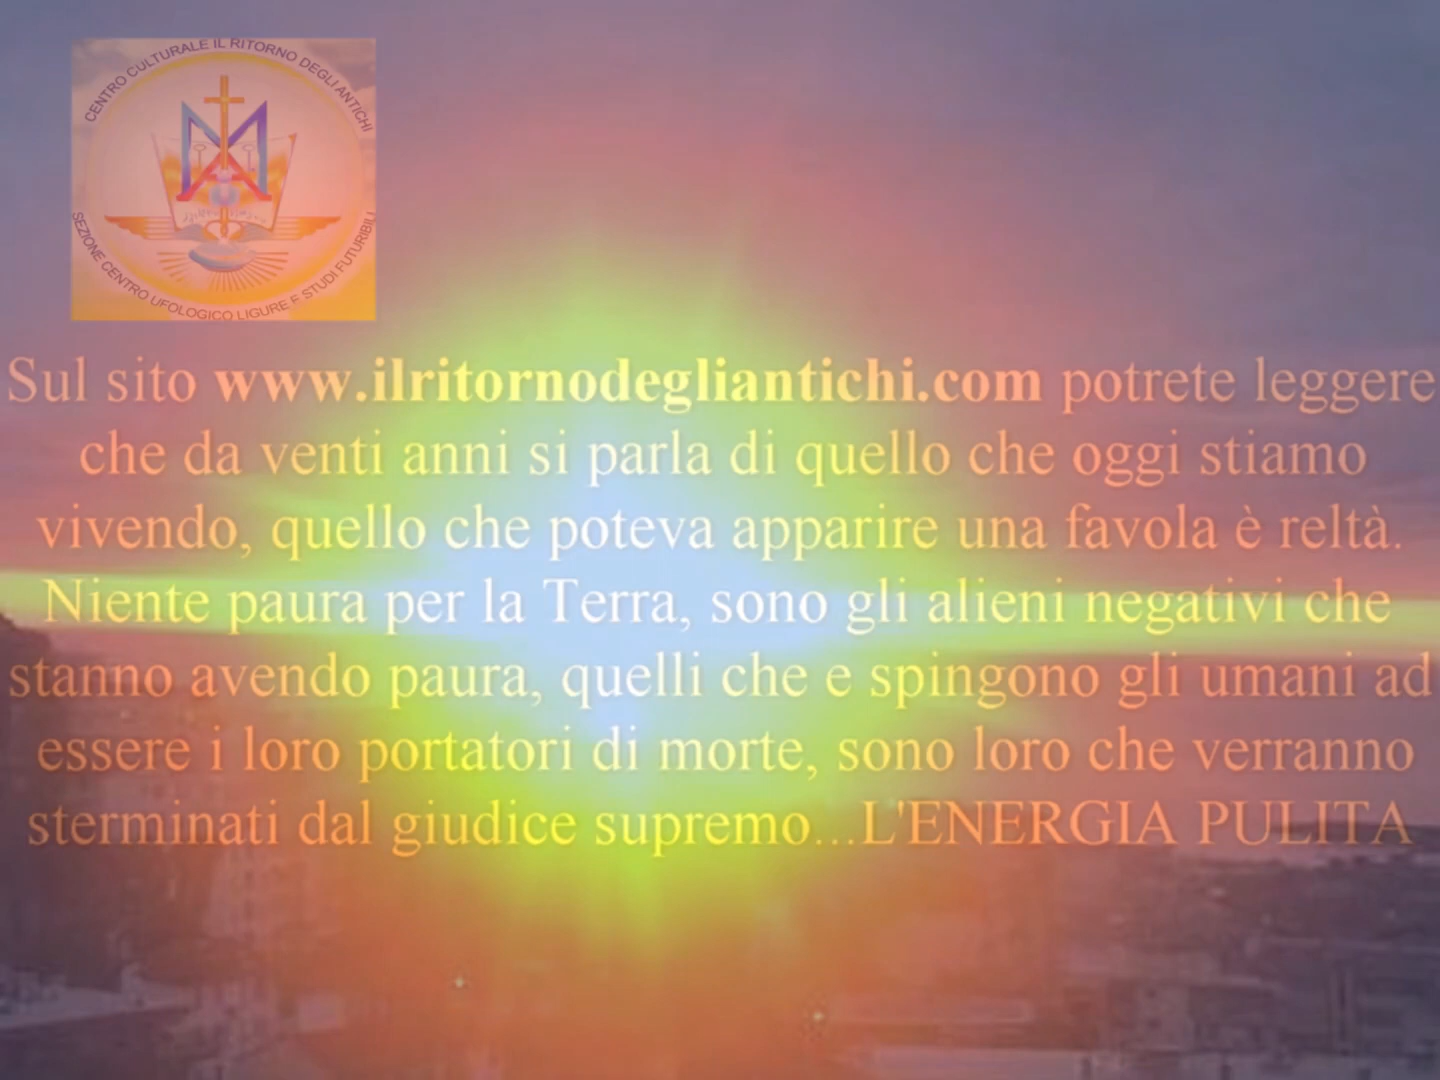 CENTRO CULTURALE IL RITORNO DEGLI ANTICHI
SEZIONE CENTRO UFOLOGICO LIGURE E STUDI FUTURIBILI
Sul sito www.ilritornodegliantichi.com potrete leggere
che da venti anni si parla di quello che oggi stiamo
vivendo, quello che poteva apparire una favola è reltà.
Niente paura per la Terra, sono gli alieni negativi che
stanno avendo paura, quelli che e spingono gli umani ad
essere i loro portatori di morte, sono loro che verranno
sterminati dal giudice supremo...L'ENERGIA PULITA